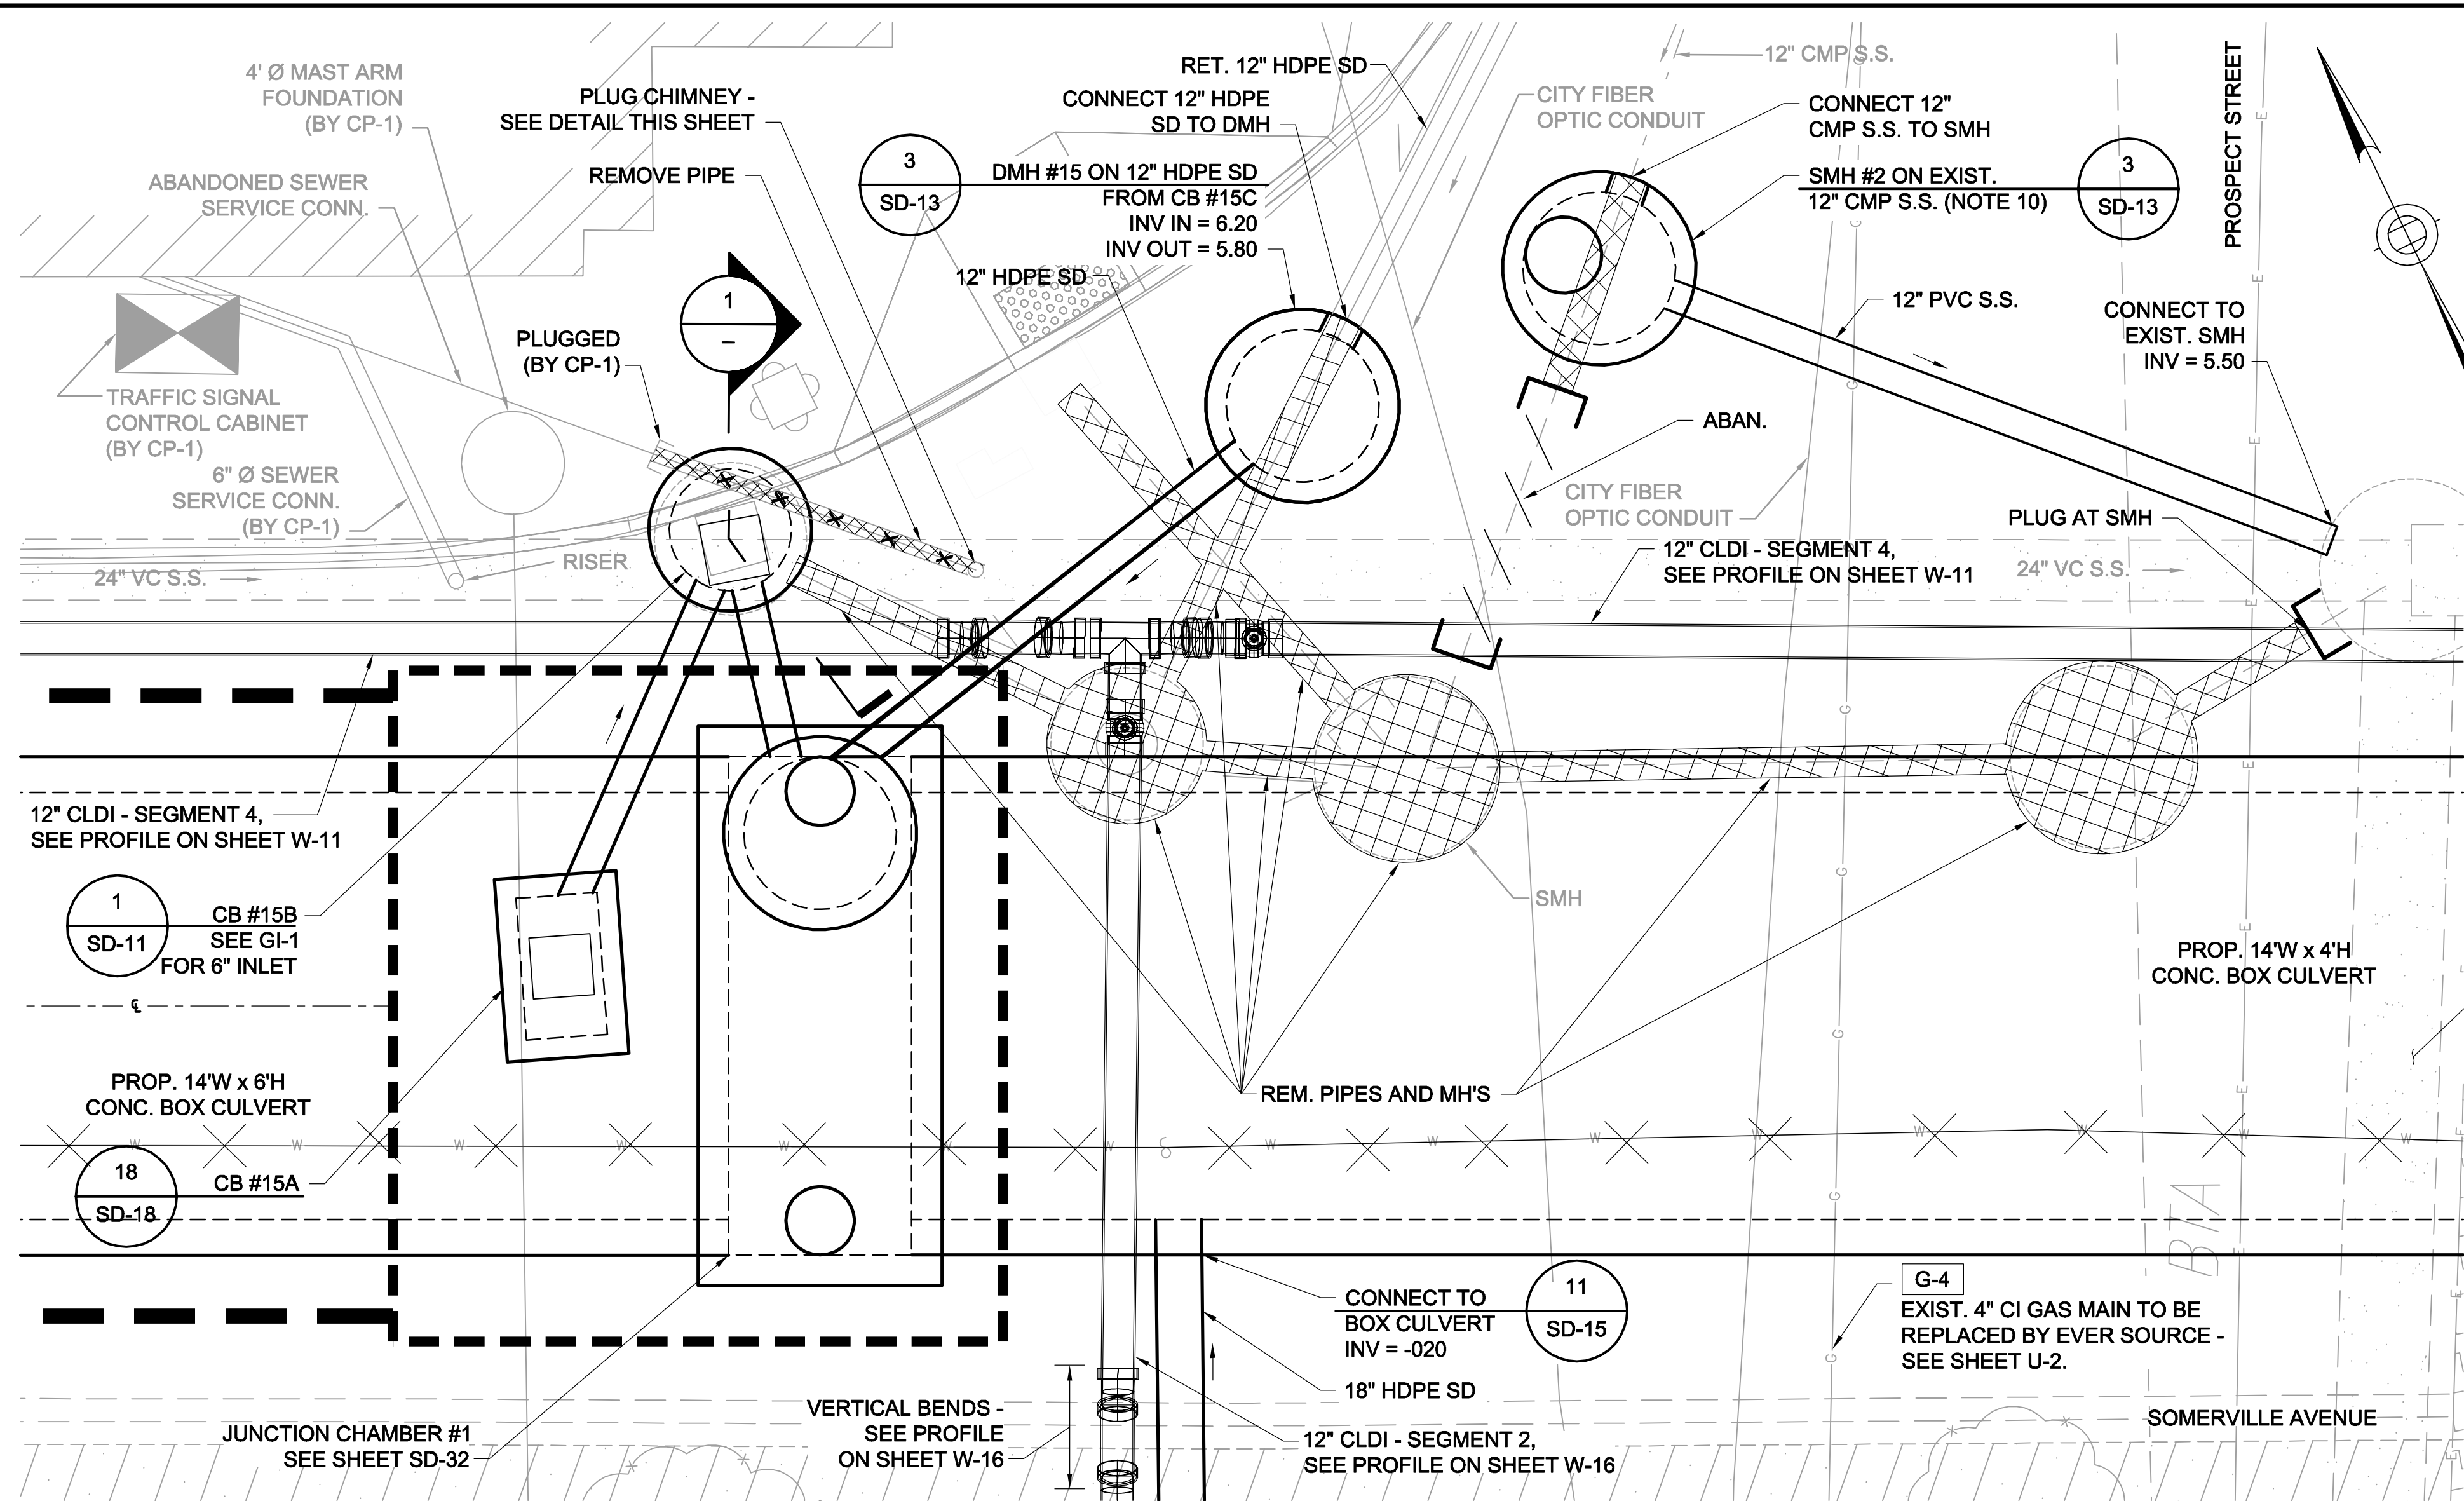 4' Ø MAST ARM
FOUNDATION
(BY CP-1)
ABANDONED SEWER
SERVICE CONN.
TRAFFIC SIGNAL
CONTROL CABINET
(BY CP-1)
6" Ø SEWER
SERVICE CONN.
(BY CP-1)
24" VC S.S.
RISER
PLUG CHIMNEY -
SEE DETAIL THIS SHEET
REMOVE PIPE
1
–
PLUGGED
(BY CP-1)
RET. 12" HDPE SD
CONNECT 12" HDPE
SD TO DMH
3
SD-13
DMH #15 ON 12" HDPE SD
FROM CB #15C
INV IN = 6.20
INV OUT = 5.80
12" HDPE SD
12" CMP S.S.
CITY FIBER
OPTIC CONDUIT
CONNECT 12"
CMP S.S. TO SMH
SMH #2 ON EXIST.
12" CMP S.S. (NOTE 10)
3
SD-13
PROSPECT STREET
12" PVC S.S.
CONNECT TO
EXIST. SMH
INV = 5.50
ABAN.
CITY FIBER
OPTIC CONDUIT
PLUG AT SMH
12" CLDI - SEGMENT 4,
SEE PROFILE ON SHEET W-11
24" VC S.S.
12" CLDI - SEGMENT 4,
SEE PROFILE ON SHEET W-11
1
SD-11
CB #15B
SEE GI-1
FOR 6" INLET
SMH
PROP. 14'W x 4'H
CONC. BOX CULVERT
PROP. 14'W x 6'H
CONC. BOX CULVERT
REM. PIPES AND MH'S
18
SD-18
CB #15A
W W W W W W W W W W W W W W W
G G G G G G G G G
E E E E E E E E E
BTA
CONNECT TO
BOX CULVERT
INV = -020
11
SD-15
18" HDPE SD
G-4
EXIST. 4" CI GAS MAIN TO BE
REPLACED BY EVER SOURCE -
SEE SHEET U-2.
JUNCTION CHAMBER #1
SEE SHEET SD-32
VERTICAL BENDS -
SEE PROFILE
ON SHEET W-16
12" CLDI - SEGMENT 2,
SEE PROFILE ON SHEET W-16
SOMERVILLE AVENUE